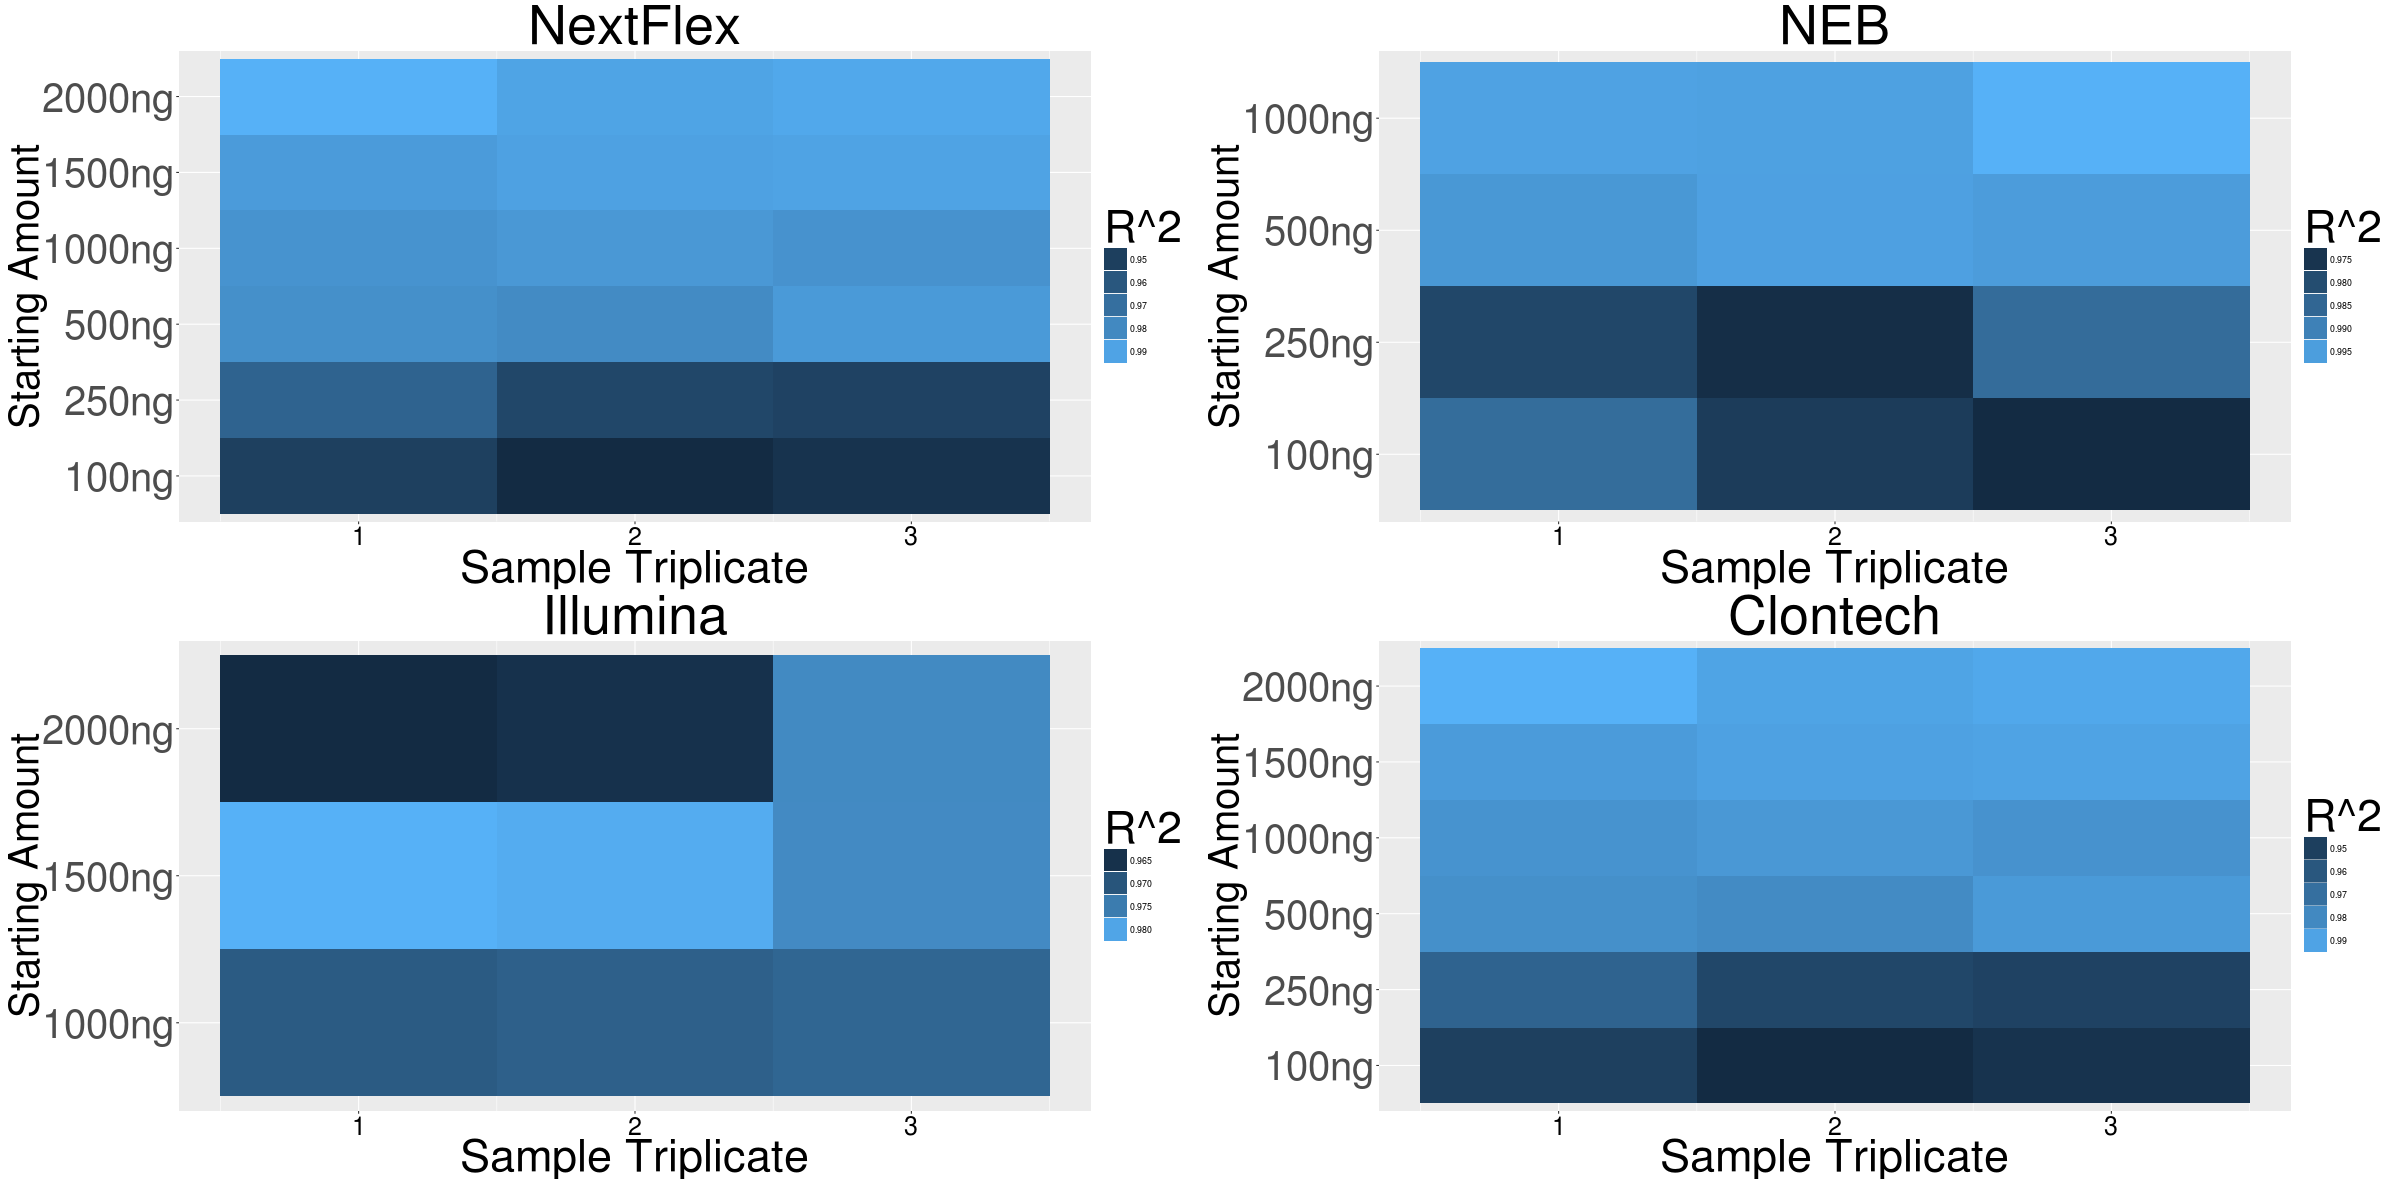 NextFlex
Starting Amount
2000ng
1500ng
1000ng
500ng
250ng
100ng
1 2 3
Sample Triplicate
R^2
0.95
0.96
0.97
0.98
0.99
NEB
Starting Amount
1000ng
500ng
250ng
100ng
1 2 3
Sample Triplicate
R^2
0.975
0.980
0.985
0.990
0.995
Illumina
Starting Amount
2000ng
1500ng
1000ng
1 2 3
Sample Triplicate
R^2
0.965
0.970
0.975
0.980
Clontech
Starting Amount
2000ng
1500ng
1000ng
500ng
250ng
100ng
1 2 3
Sample Triplicate
R^2
0.95
0.96
0.97
0.98
0.99